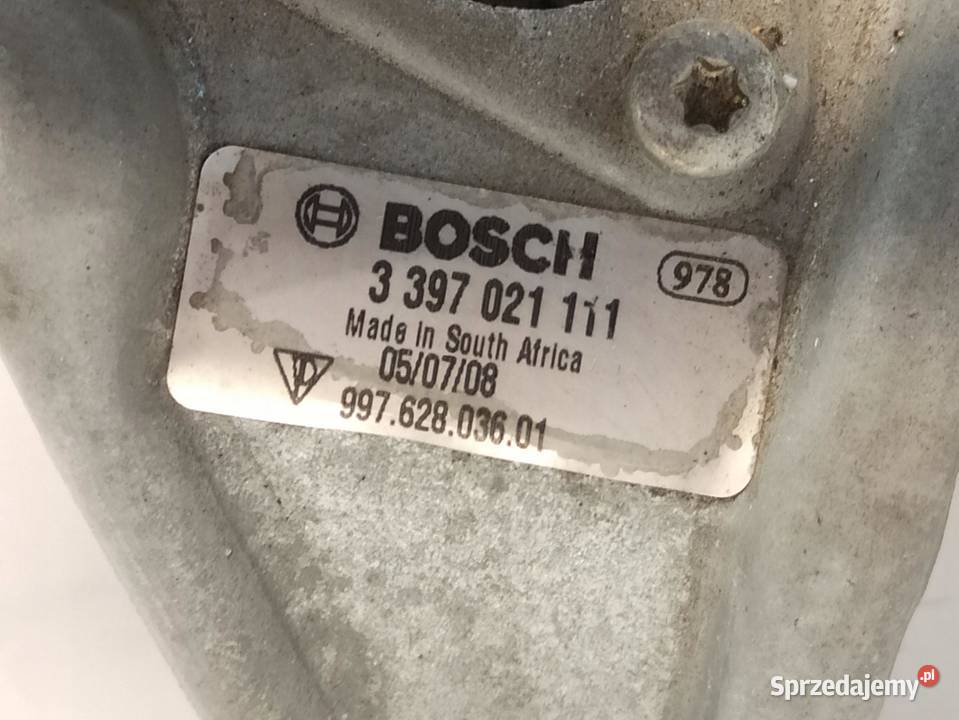 BOSCH
978
3 397 021 111
Made in South Africa
05/07/08
997.628.036.01
Sprzedajemy.pl